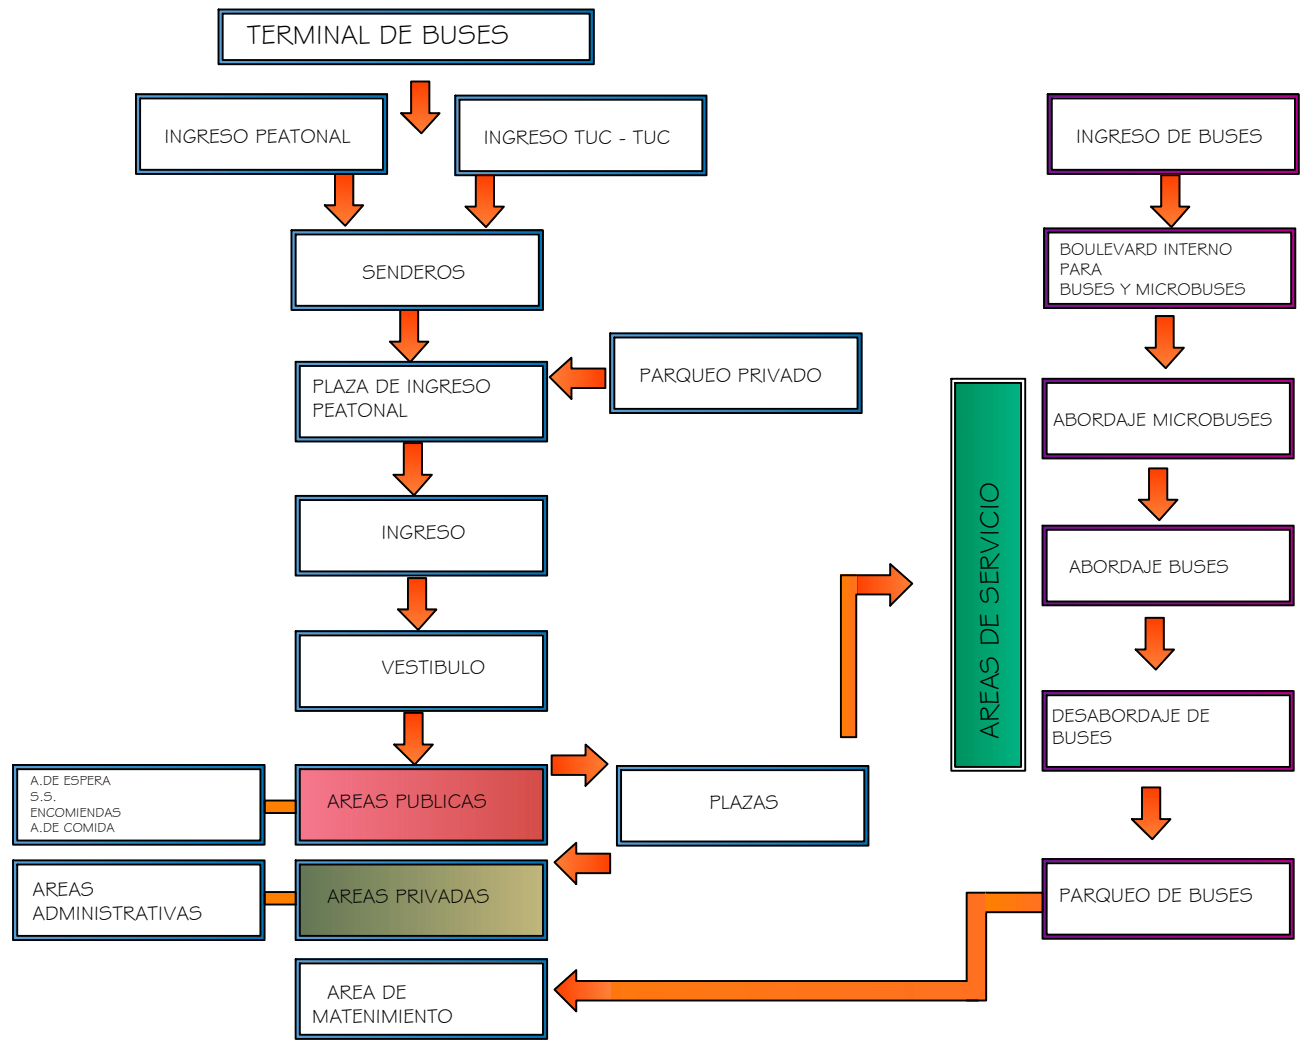 TERMINAL DE BUSES
INGRESO PEATONAL
INGRESO TUC - TUC
SENDEROS
PLAZA DE INGRESO
PEATONAL
PARQUEO PRIVADO
INGRESO
VESTIBULO
A.DE ESPERA
S.S.
ENCOMIENDAS
A.DE COMIDA
AREAS PUBLICAS
PLAZAS
AREAS
ADMINISTRATIVAS
AREAS PRIVADAS
AREA DE
MATENIMIENTO
AREAS DE SERVICIO
INGRESO DE BUSES
BOULEVARD INTERNO
PARA
BUSES Y MICROBUSES
ABORDAJE MICROBUSES
ABORDAJE BUSES
DESABORDAJE DE
BUSES
PARQUEO DE BUSES